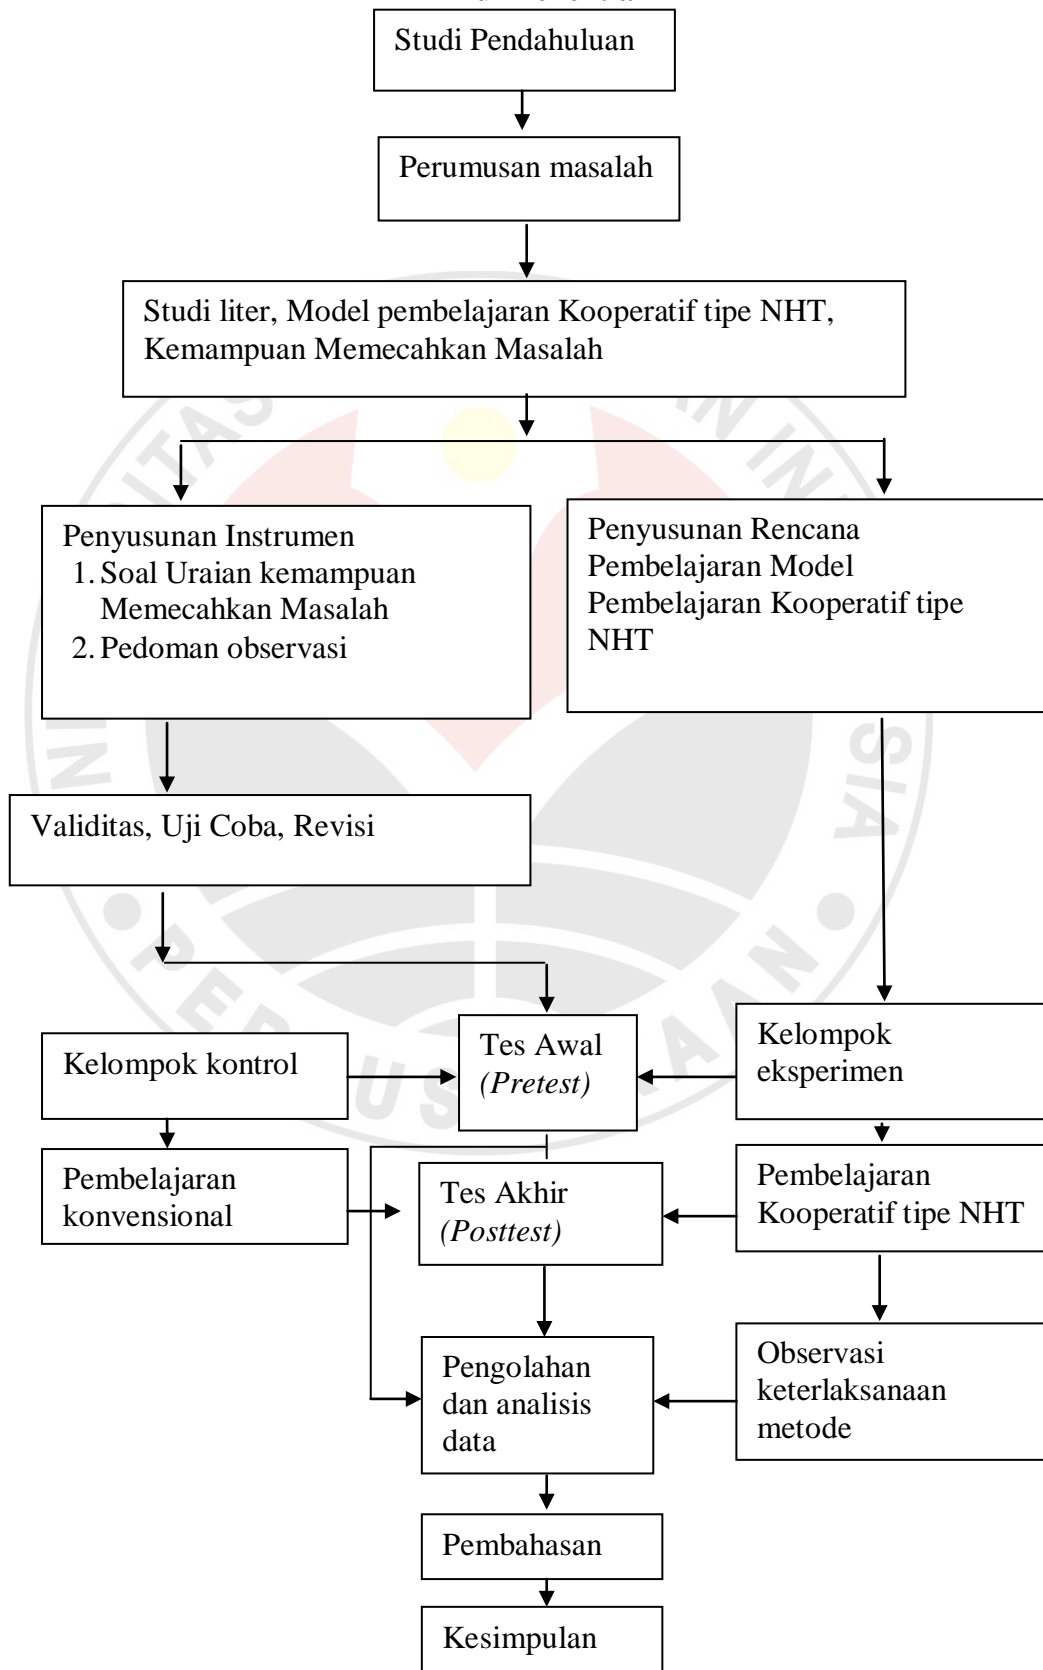 Studi Pendahuluan
Perumusan masalah
Studi liter, Model pembelajaran Kooperatif tipe NHT,
Kemampuan Memecahkan Masalah
Penyusunan Instrumen
1. Soal Uraian kemampuan
Memecahkan Masalah
2. Pedoman observasi
Penyusunan Rencana
Pembelajaran Model
Pembelajaran Kooperatif tipe
NHT
Validitas, Uji Coba, Revisi
Kelompok kontrol
Tes Awal
(Pretest)
Kelompok
eksperimen
Pembelajaran
konvensional
Tes Akhir
(Posttest)
Pembelajaran
Kooperatif tipe NHT
Pengolahan
dan analisis
data
Observasi
keterlaksanaan
metode
Pembahasan
Kesimpulan